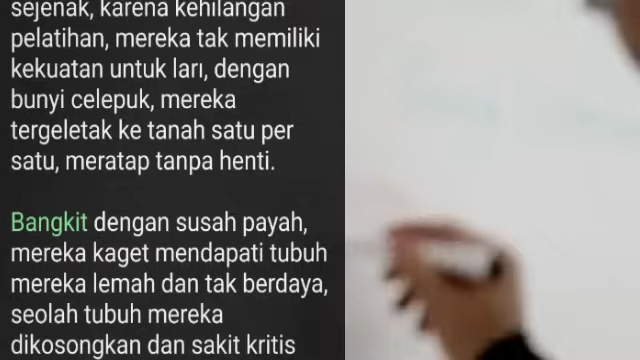 sejenak, karena kehilangan
pelatihan, mereka tak memiliki
kekuatan untuk lari, dengan
bunyi celepuk, mereka
tergeletak ke tanah satu per
satu, meratap tanpa henti.
Bangkit dengan susah payah,
mereka kaget mendapati tubuh
mereka lemah dan tak berdaya,
seolah tubuh mereka
dikosongkan dan sakit kritis